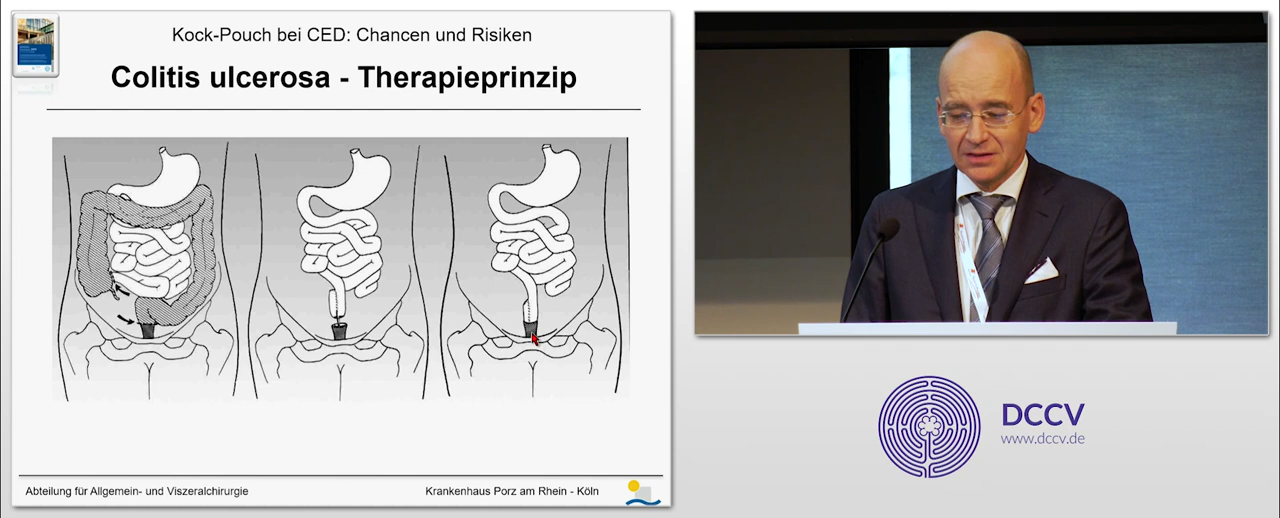 Kock-Pouch bei CED: Chancen und Risiken
Colitis ulcerosa - Therapieprinzip
Abteilung für Allgemein- und Viszeralchirurgie
Krankenhaus Porz am Rhein - Köln
DCCV
www.dccv.de